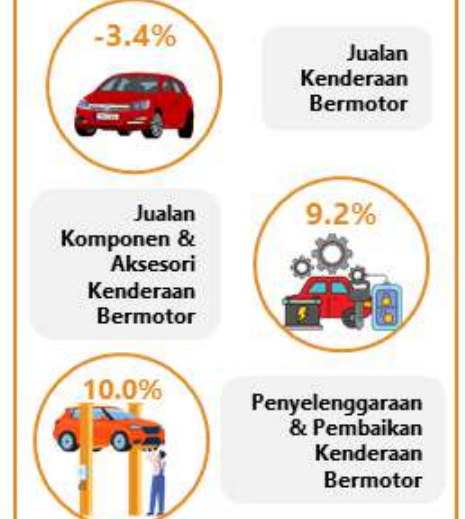 -3.4%
Jualan
Kenderaan
Bermotor
Jualan
Komponen &
Aksesori
Kenderaan
Bermotor
9.2%
10.0%
Penyelenggaraan
& Pembaikan
Kenderaan
Bermotor